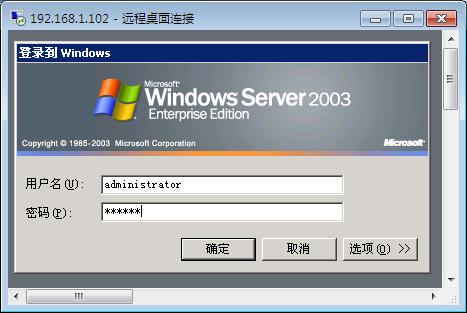 192.168.1.102 - 远程桌面连接
登录到 Windows
Microsoft
Windows Server 2003
Enterprise Edition
Copyright © 1985-2003 Microsoft Corporation
Microsoft
用户名(U):
administrator
密码(P):
******
确定
取消
选项(O) >>